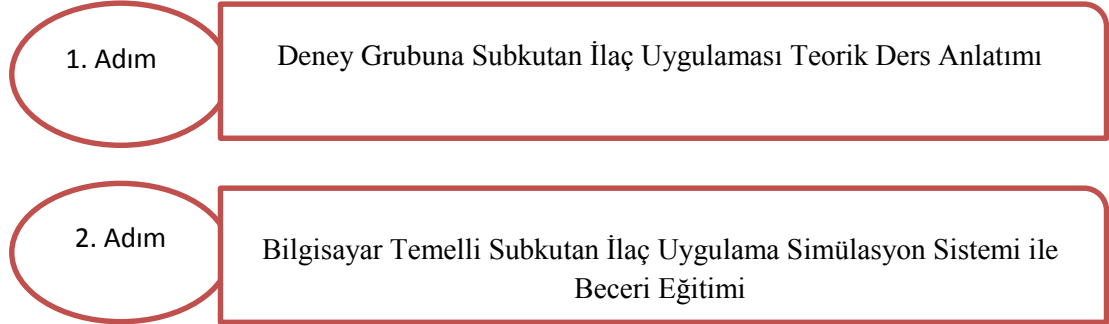 1. Adım
Deney Grubuna Subkutan İlaç Uygulaması Teorik Ders Anlatımı
2. Adım
Bilgisayar Temelli Subkutan İlaç Uygulama Simülasyon Sistemi ile
Beceri Eğitimi